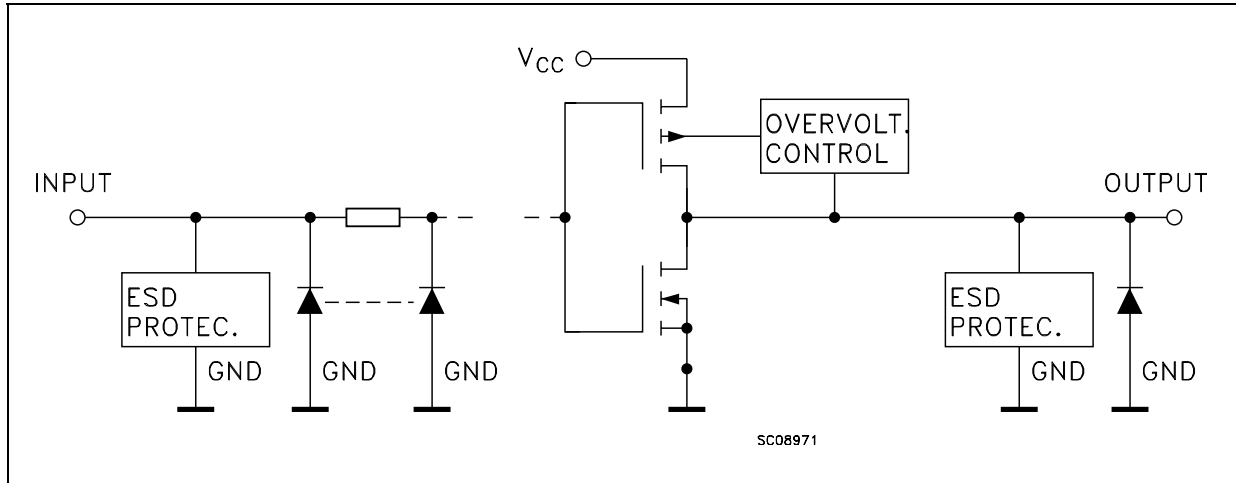 VCC
OVERVOLT.
CONTROL
INPUT
OUTPUT
ESD
PROTEC.
ESD
PROTEC.
GND
GND
GND
GND
GND
SC08971